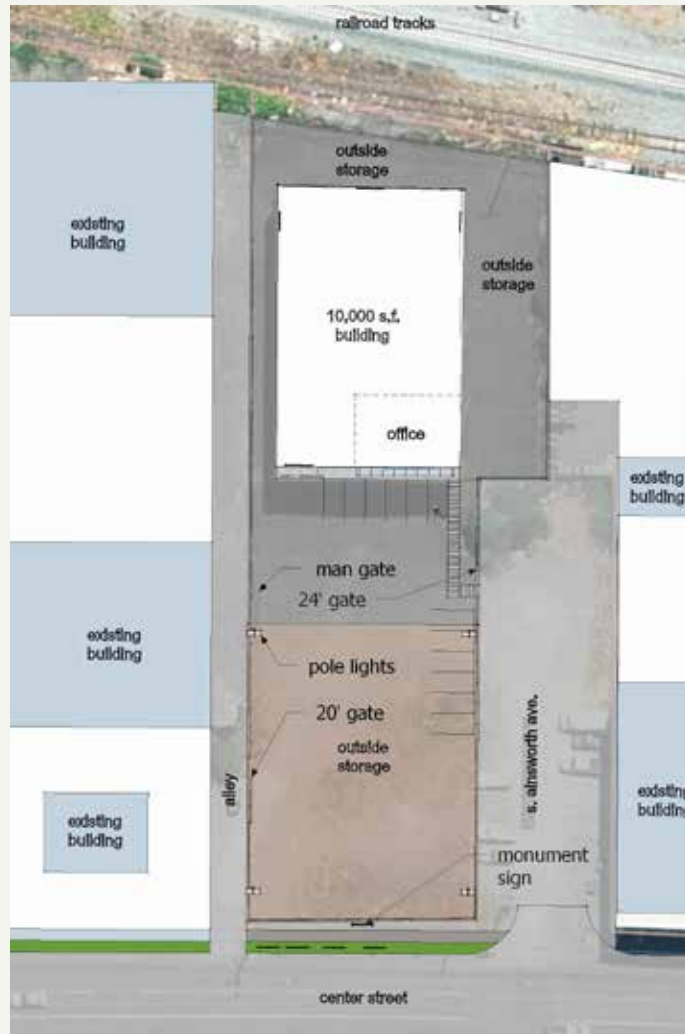 railroad tracks
outside
storage
existing
building
outside
storage
10,000 s.f.
building
office
existing
building
man gate
24' gate
existing
building
pole lights
20' gate
outside
storage
s. ainsworth ave.
alley
existing
building
existing
building
monument
sign
center street